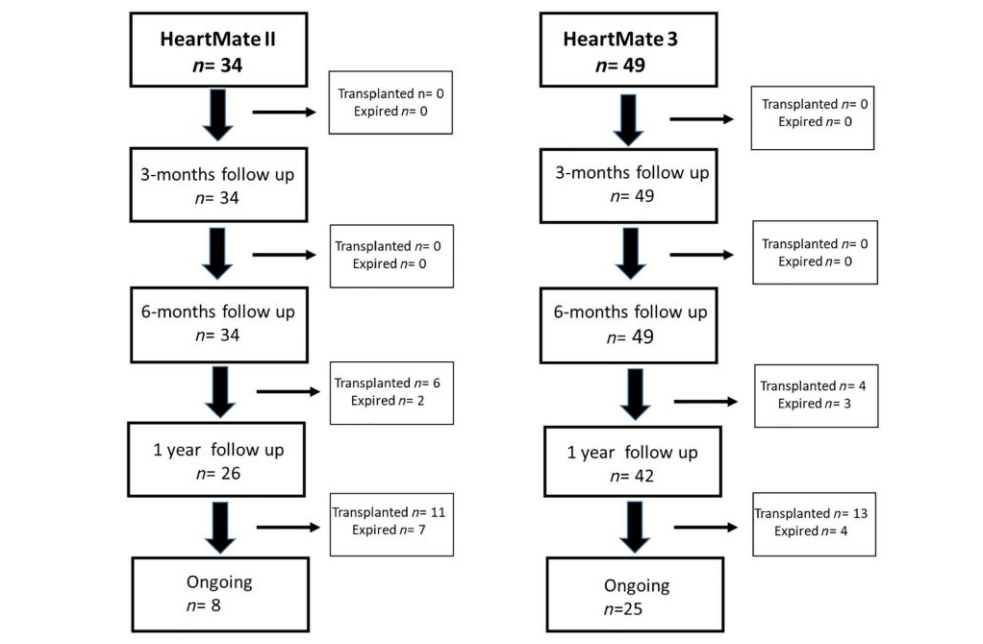 HeartMate II
n= 34
Transplanted n= 0
Expired n= 0
3-months follow up
n= 34
Transplanted n= 0
Expired n= 0
6-months follow up
n= 34
Transplanted n= 6
Expired n= 2
1 year follow up
n= 26
Transplanted n= 11
Expired n= 7
Ongoing
n= 8
HeartMate 3
n= 49
Transplanted n= 0
Expired n= 0
3-months follow up
n= 49
Transplanted n= 0
Expired n= 0
6-months follow up
n= 49
Transplanted n= 4
Expired n= 3
1 year follow up
n= 42
Transplanted n= 13
Expired n= 4
Ongoing
n=25